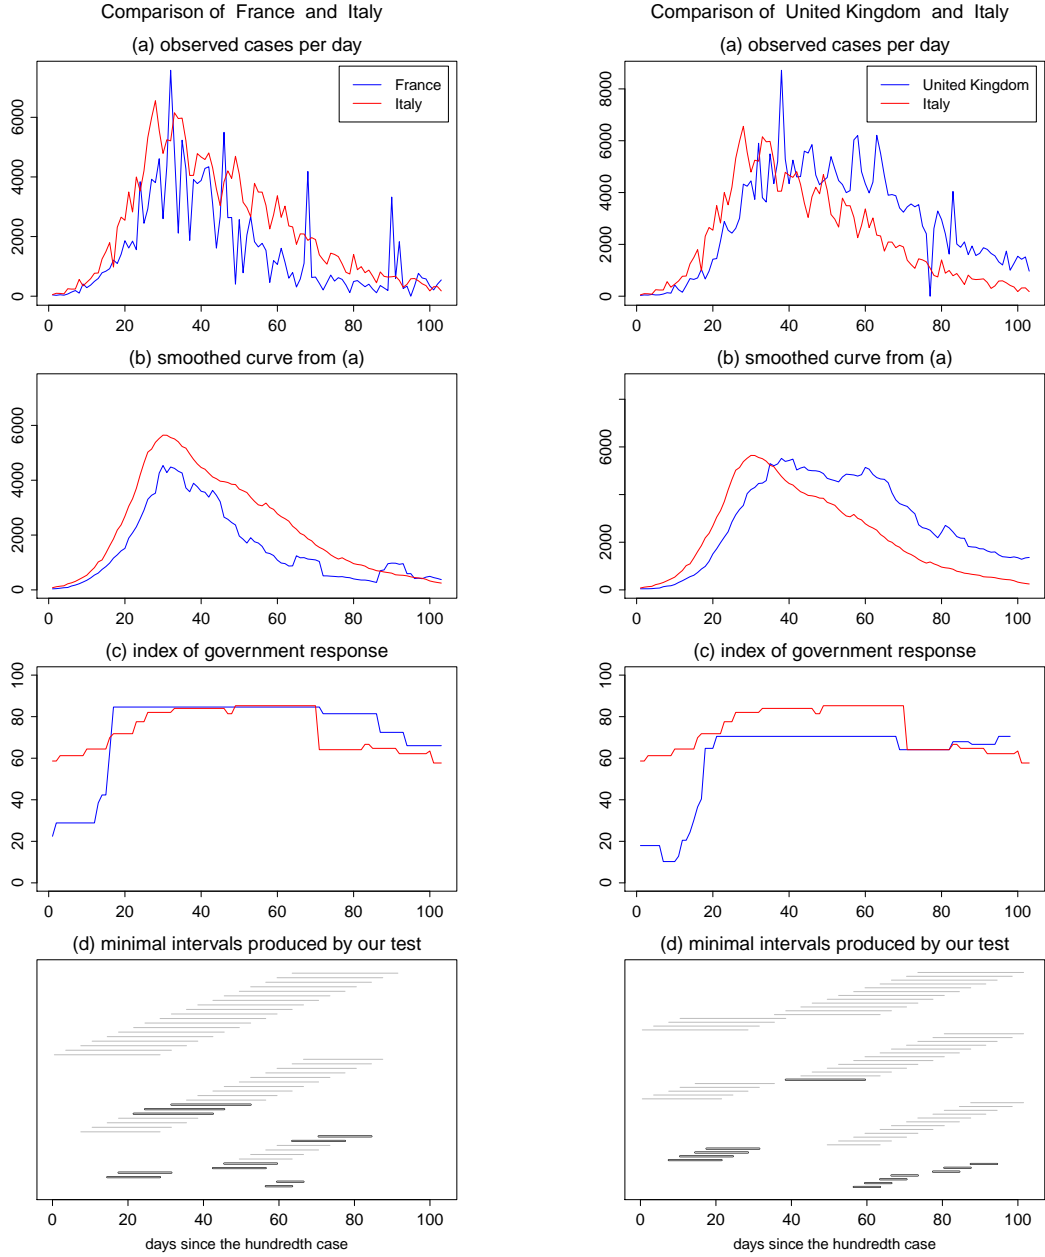 Comparison of France and Italy
(a) observed cases per day
France
Italy
6000
4000
2000
0
0 20 40 60 80 100
(b) smoothed curve from (a)
6000
4000
2000
0
0 20 40 60 80 100
(c) index of government response
100
80
60
40
20
0
0 20 40 60 80 100
(d) minimal intervals produced by our test
0 20 40 60 80 100
days since the hundredth case
Comparison of United Kingdom and Italy
(a) observed cases per day
United Kingdom
Italy
8000
6000
4000
2000
0
0 20 40 60 80 100
(b) smoothed curve from (a)
6000
2000
0
0 20 40 60 80 100
(c) index of government response
100
80
60
40
20
0
0 20 40 60 80 100
(d) minimal intervals produced by our test
0 20 40 60 80 100
days since the hundredth case